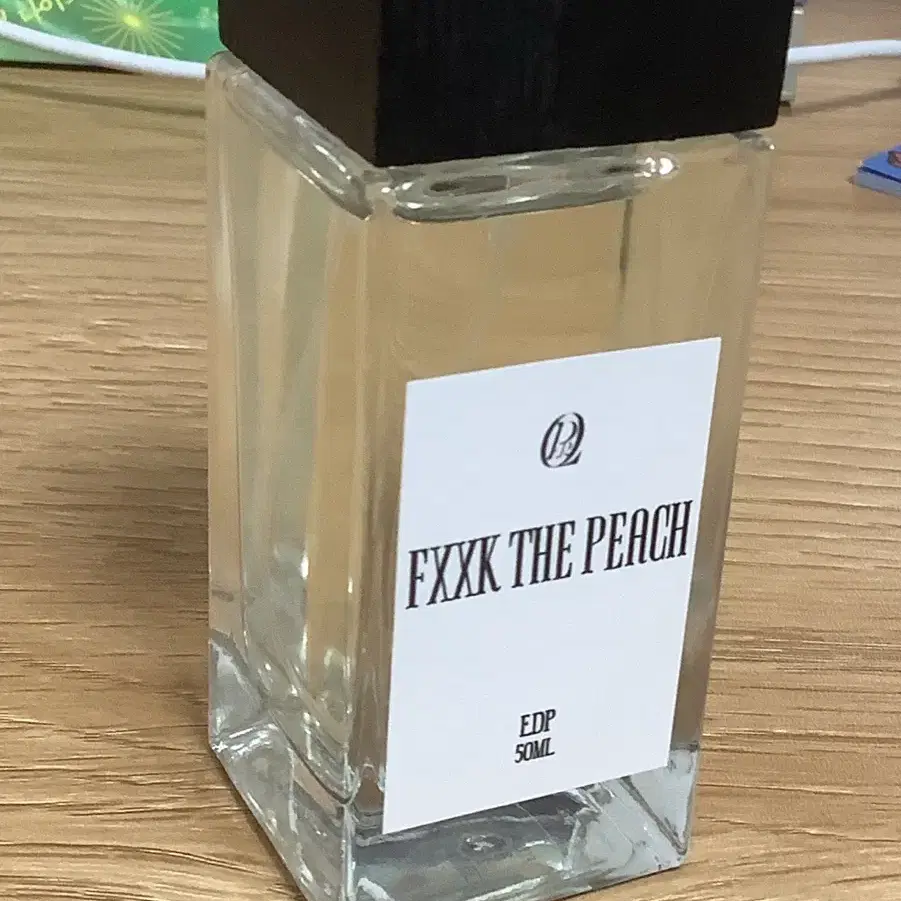 FXXK THE PEACH
EDP
50ML